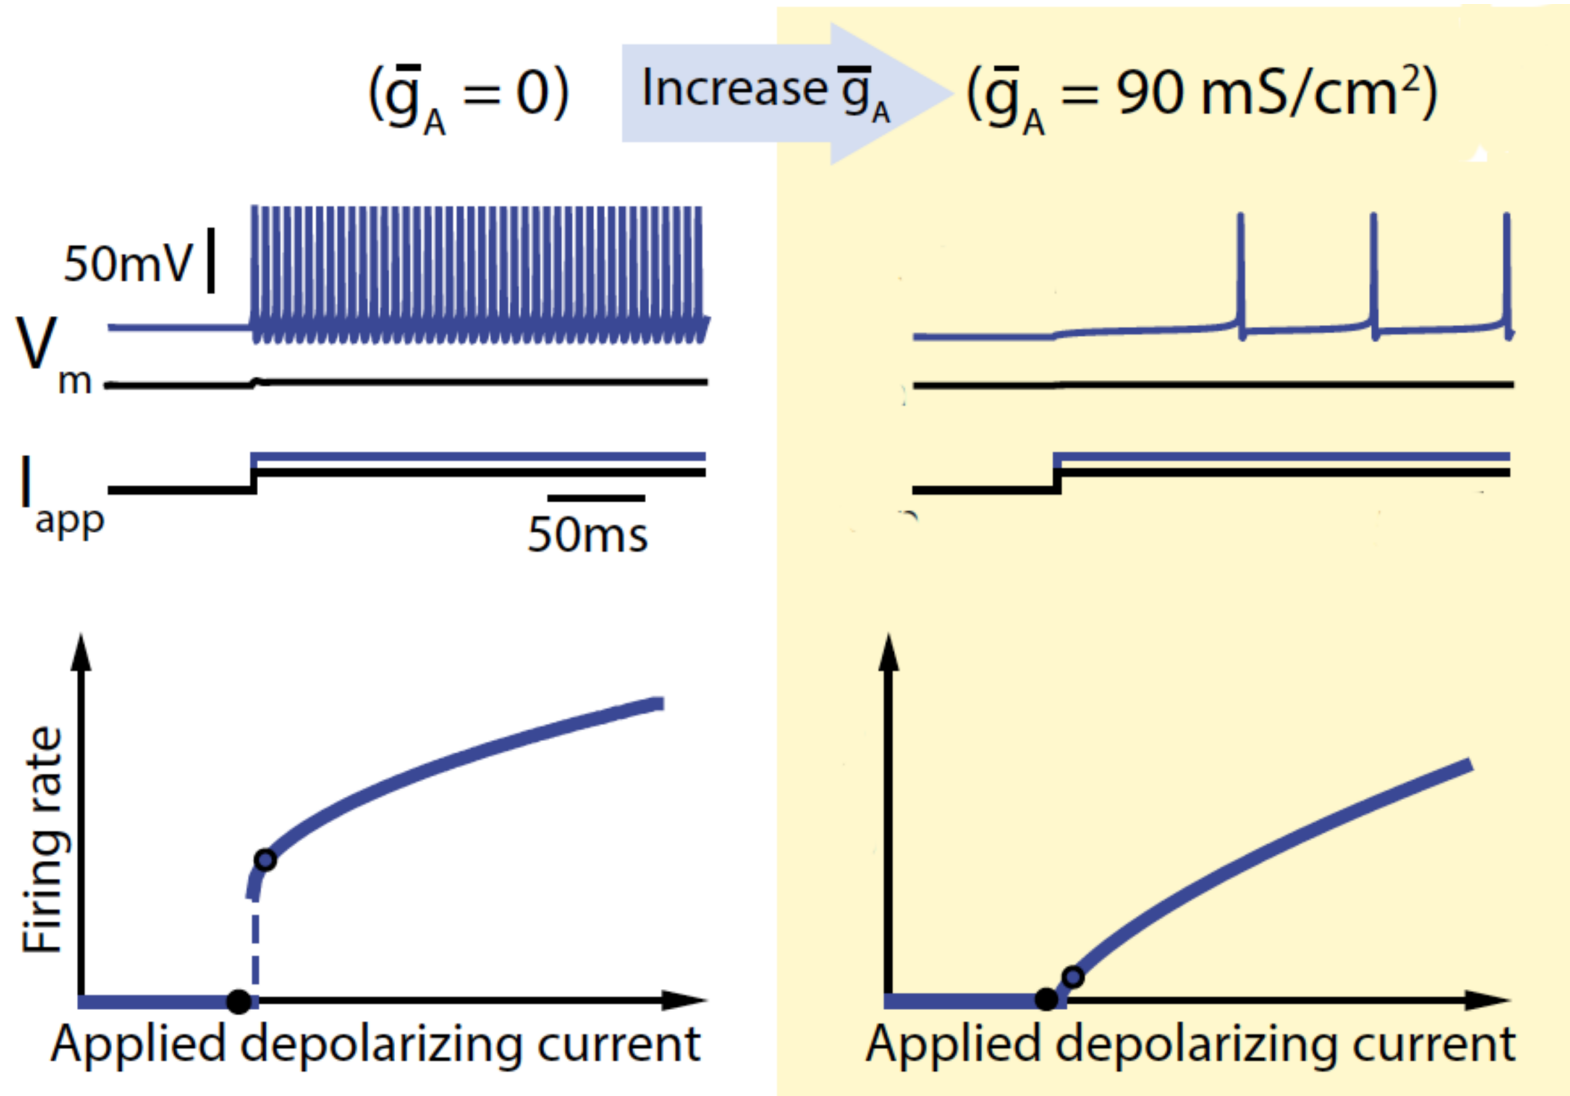 (ḡA = 0)
Increase ḡA
(ḡA = 90 mS/cm²)
50mV
Vm
Iapp
50ms
Firing rate
Applied depolarizing current
Applied depolarizing current